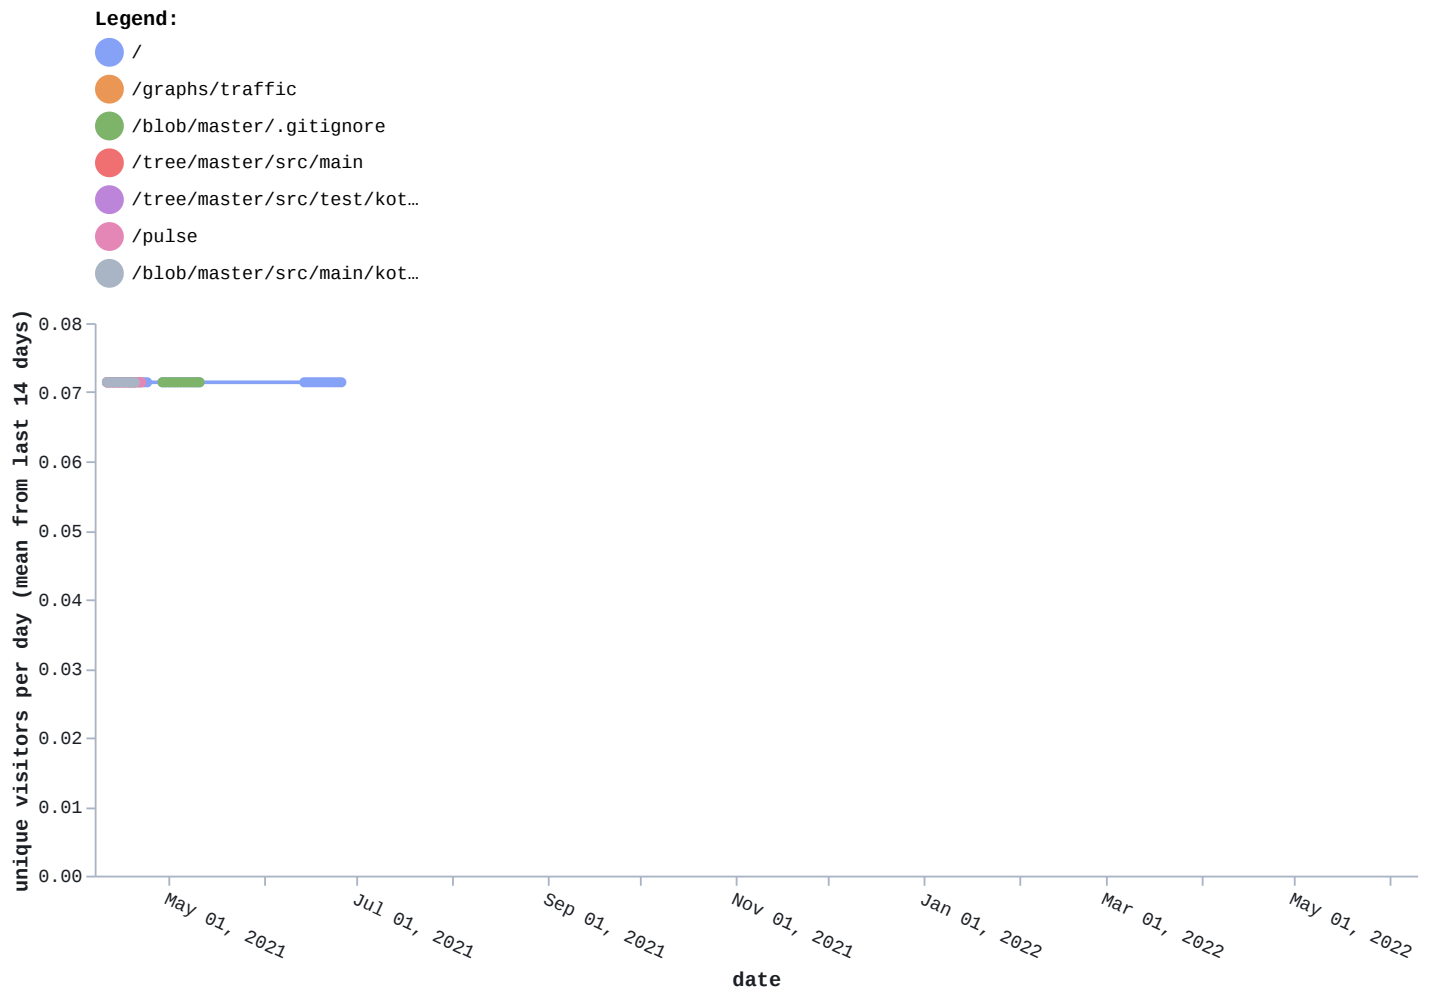 Legend:
/
/graphs/traffic
/blob/master/.gitignore
/tree/master/src/main
/tree/master/src/test/kot…
/pulse
/blob/master/src/main/kot…
unique visitors per day (mean from last 14 days)
0.08
0.07
0.06
0.05
0.04
0.03
0.02
0.01
0.00
May 01, 2021
Jul 01, 2021
Sep 01, 2021
Nov 01, 2021
Jan 01, 2022
Mar 01, 2022
May 01, 2022
date